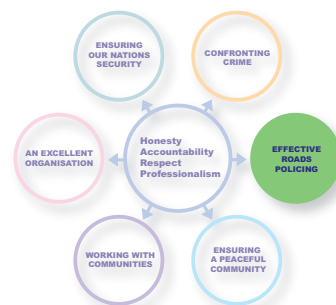 ENSURING
OUR NATIONS
SECURITY
CONFRONTING
CRIME
Honesty
Accountability
Respect
Professionalism
AN EXCELLENT
ORGANISATION
EFFECTIVE
ROADS
POLICING
WORKING WITH
COMMUNITIES
ENSURING
A PEACEFUL
COMMUNITY